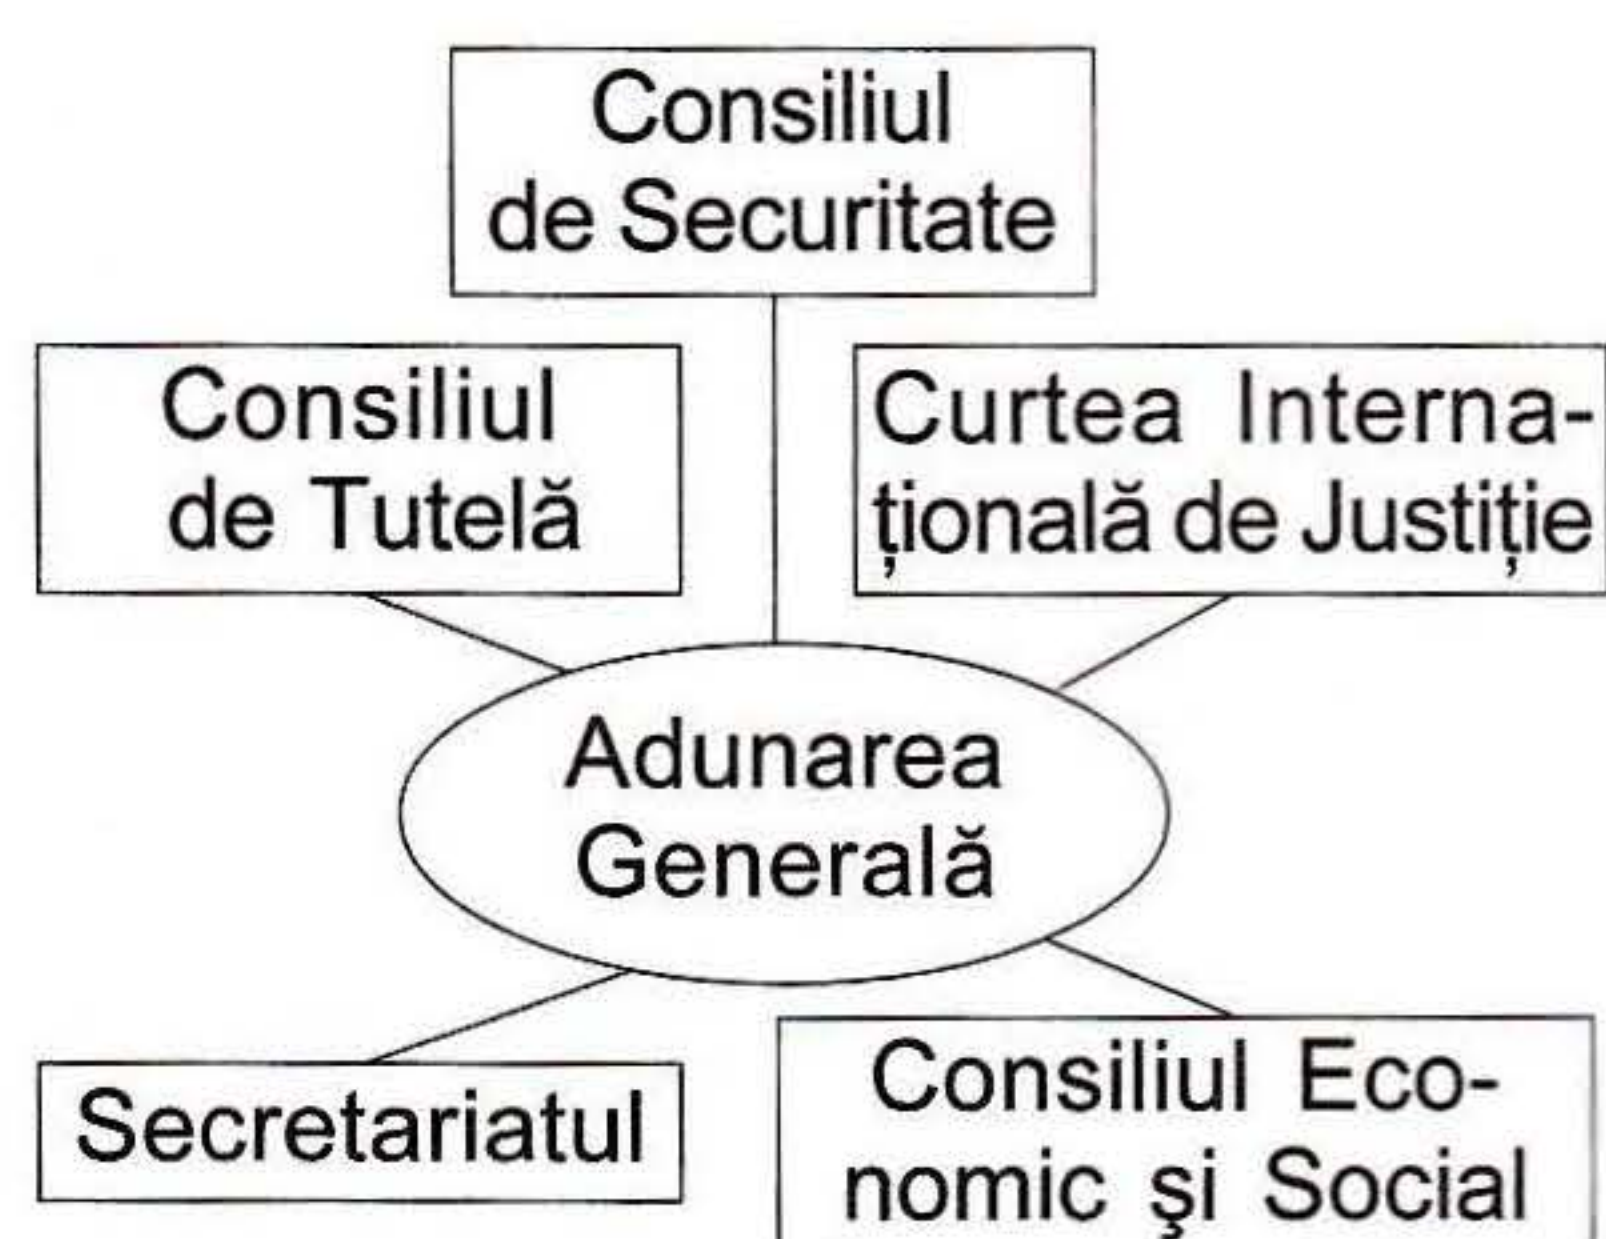 Consiliul
de Securitate
Consiliul
de Tutelă
Curtea Interna-
țională de Justiție
Adunarea
Generală
Secretariatul
Consiliul Eco-
nomic şi Social